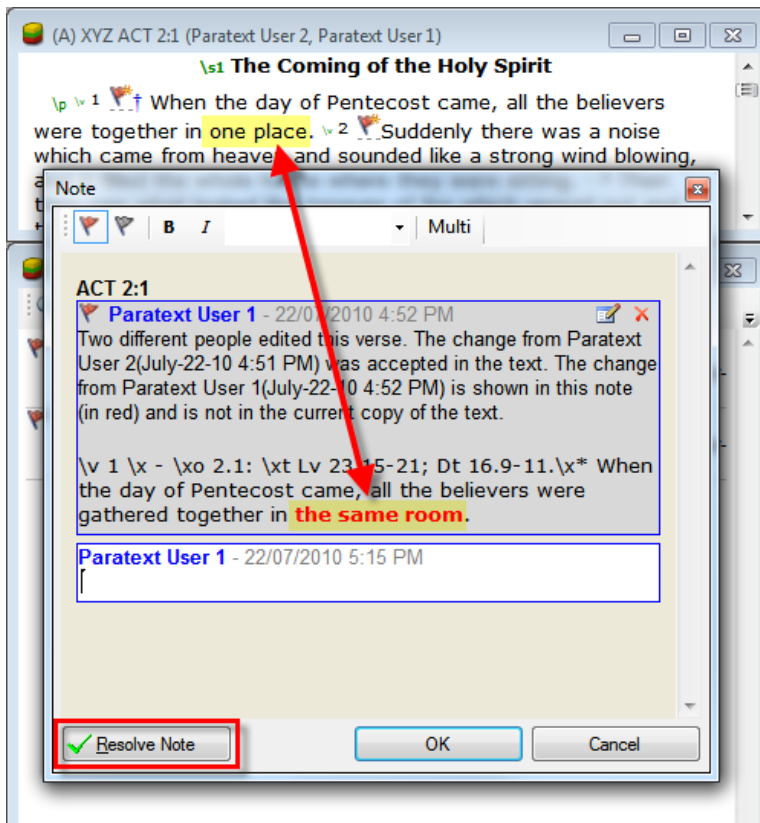 (A) XYZ ACT 2:1 (Paratext User 2, Paratext User 1)
\s1 The Coming of the Holy Spirit
\p \v 1 † When the day of Pentecost came, all the believers
were together in one place. \v 2 Suddenly there was a noise
which came from heaven and sounded like a strong wind blowing,
Note
B I Multi
ACT 2:1
Paratext User 1 - 22/07/2010 4:52 PM
Two different people edited this verse. The change from Paratext
User 2(July-22-10 4:51 PM) was accepted in the text. The change
from Paratext User 1(July-22-10 4:52 PM) is shown in this note
(in red) and is not in the current copy of the text.
\v 1 \x - \xo 2.1: \xt Lv 23.15-21; Dt 16.9-11.\x* When
the day of Pentecost came, all the believers were
gathered together in the same room.
Paratext User 1 - 22/07/2010 5:15 PM
Resolve Note OK Cancel